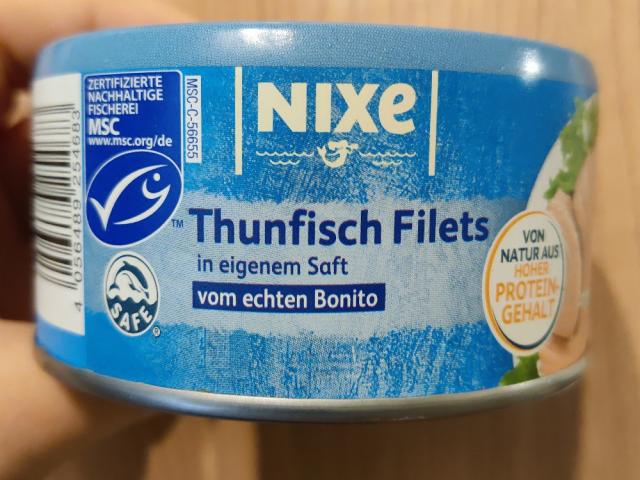 ZERTIFIZIERTE
NACHHALTIGE
FISCHEREI
MSC
www.msc.org/de
MSC-C-56655
TM
SAFE
®
4 056489 254683
NIXe
Thunfisch Filets
in eigenem Saft
vom echten Bonito
VON
NATUR AUS
HOHER
PROTEIN-
GEHALT